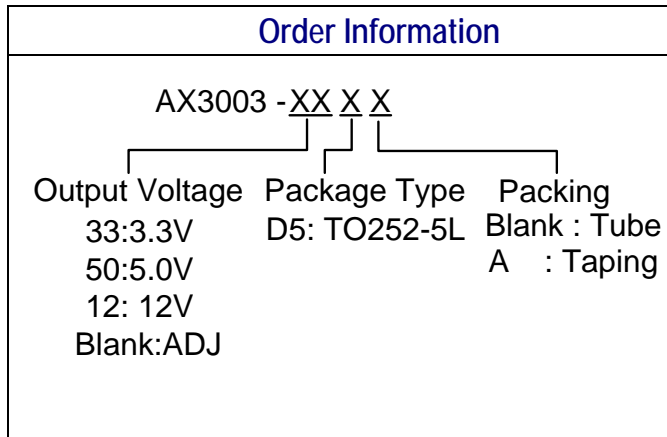 Order Information
AX3003 -XX X X
Output Voltage Package Type Packing
33:3.3V D5: TO252-5L Blank : Tube
50:5.0V A : Taping
12: 12V
Blank:ADJ